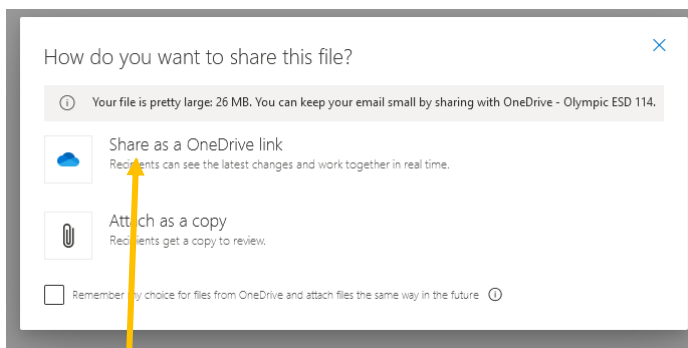 How do you want to share this file?
Your file is pretty large: 26 MB. You can keep your email small by sharing with OneDrive - Olympic ESD 114.
Share as a OneDrive link
Recipients can see the latest changes and work together in real time.
Attach as a copy
Recipients get a copy to review.
Remember my choice for files from OneDrive and attach files the same way in the future